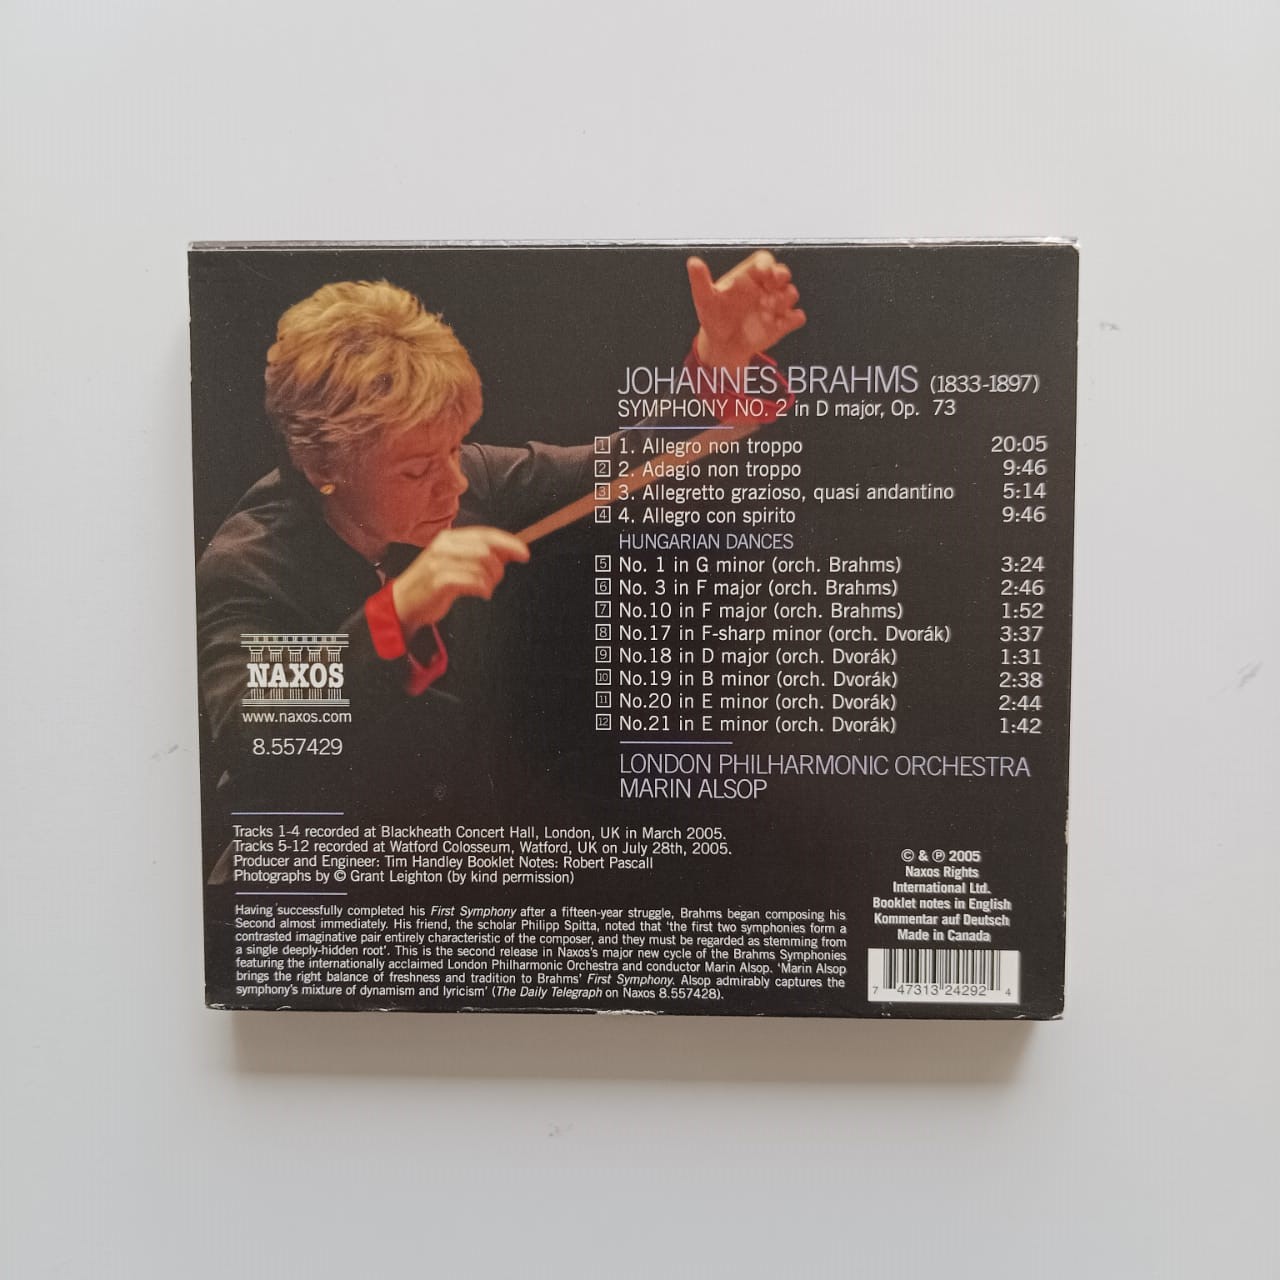 JOHANNES BRAHMS (1833-1897)
SYMPHONY NO. 2 in D major, Op. 73
1 1. Allegro non troppo 20:05
2 2. Adagio non troppo 9:46
3 3. Allegretto grazioso, quasi andantino 5:14
4 4. Allegro con spirito 9:46
HUNGARIAN DANCES
5 No. 1 in G minor (orch. Brahms) 3:24
6 No. 3 in F major (orch. Brahms) 2:46
7 No.10 in F major (orch. Brahms) 1:52
8 No.17 in F-sharp minor (orch. Dvorák) 3:37
9 No.18 in D major (orch. Dvorák) 1:31
10 No.19 in B minor (orch. Dvorák) 2:38
11 No.20 in E minor (orch. Dvorák) 2:44
12 No.21 in E minor (orch. Dvorák) 1:42
LONDON PHILHARMONIC ORCHESTRA
MARIN ALSOP
NAXOS
www.naxos.com
8.557429
Tracks 1-4 recorded at Blackheath Concert Hall, London, UK in March 2005.
Tracks 5-12 recorded at Watford Colosseum, Watford, UK on July 28th, 2005.
Producer and Engineer: Tim Handley Booklet Notes: Robert Pascall
Photographs by © Grant Leighton (by kind permission)
Having successfully completed his First Symphony after a fifteen-year struggle, Brahms began composing his
Second almost immediately. His friend, the scholar Philipp Spitta, noted that ‘the first two symphonies form a
contrasted imaginative pair entirely characteristic of the composer, and they must be regarded as stemming from
a single deeply-hidden root’. This is the second release in Naxos's major new cycle of the Brahms Symphonies
featuring the internationally acclaimed London Philharmonic Orchestra and conductor Marin Alsop. ‘Marin Alsop
brings the right balance of freshness and tradition to Brahms’ First Symphony. Alsop admirably captures the
symphony's mixture of dynamism and lyricism’ (The Daily Telegraph on Naxos 8.557428).
© & ℗ 2005
Naxos Rights
International Ltd.
Booklet notes in English
Kommentar auf Deutsch
Made in Canada
7 47313 24292 4